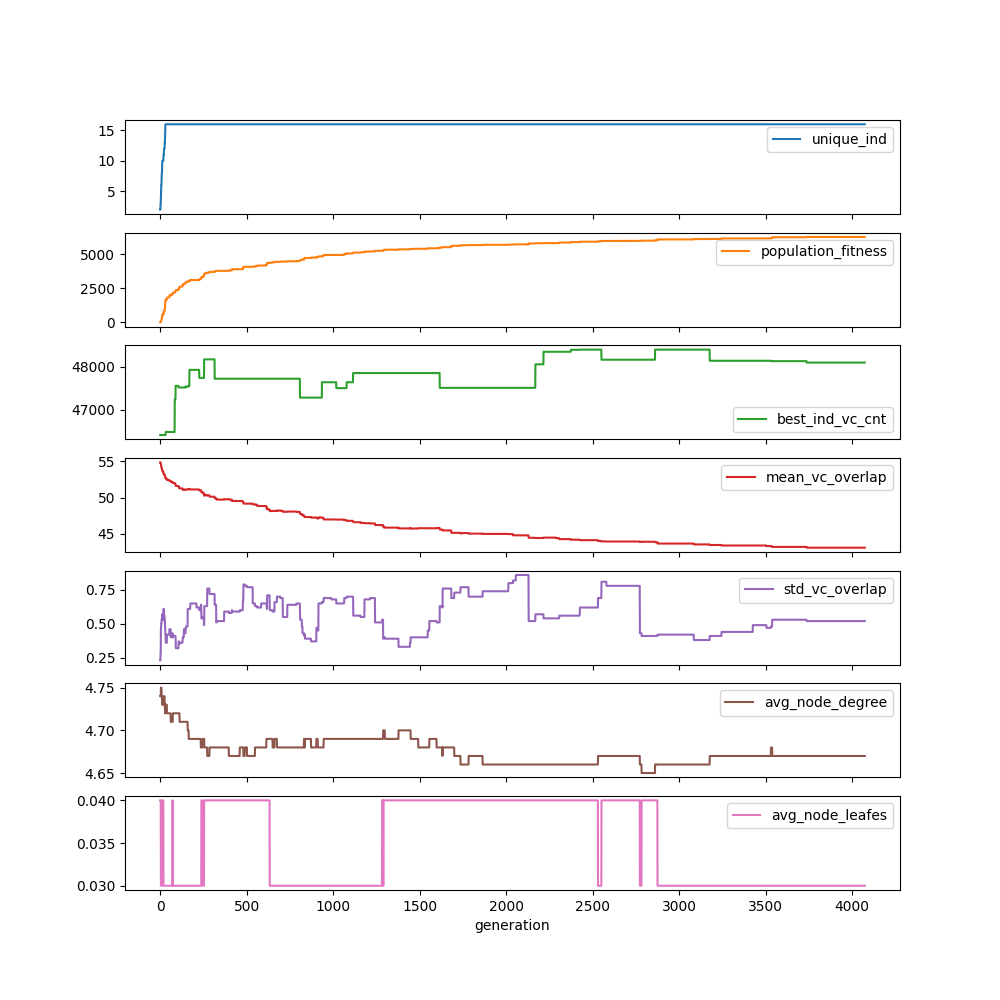 15
10
5
unique_ind
5000
2500
0
population_fitness
48000
47000
best_ind_vc_cnt
55
50
45
mean_vc_overlap
0.75
0.50
0.25
std_vc_overlap
4.75
4.70
4.65
avg_node_degree
0.040
0.035
0.030
avg_node_leafes
0 500 1000 1500 2000 2500 3000 3500 4000
generation